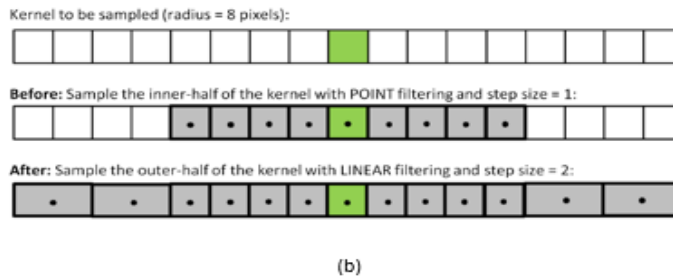 Kernel to be sampled (radius = 8 pixels):
Before: Sample the inner-half of the kernel with POINT filtering and step size = 1:
After: Sample the outer-half of the kernel with LINEAR filtering and step size = 2:
(b)